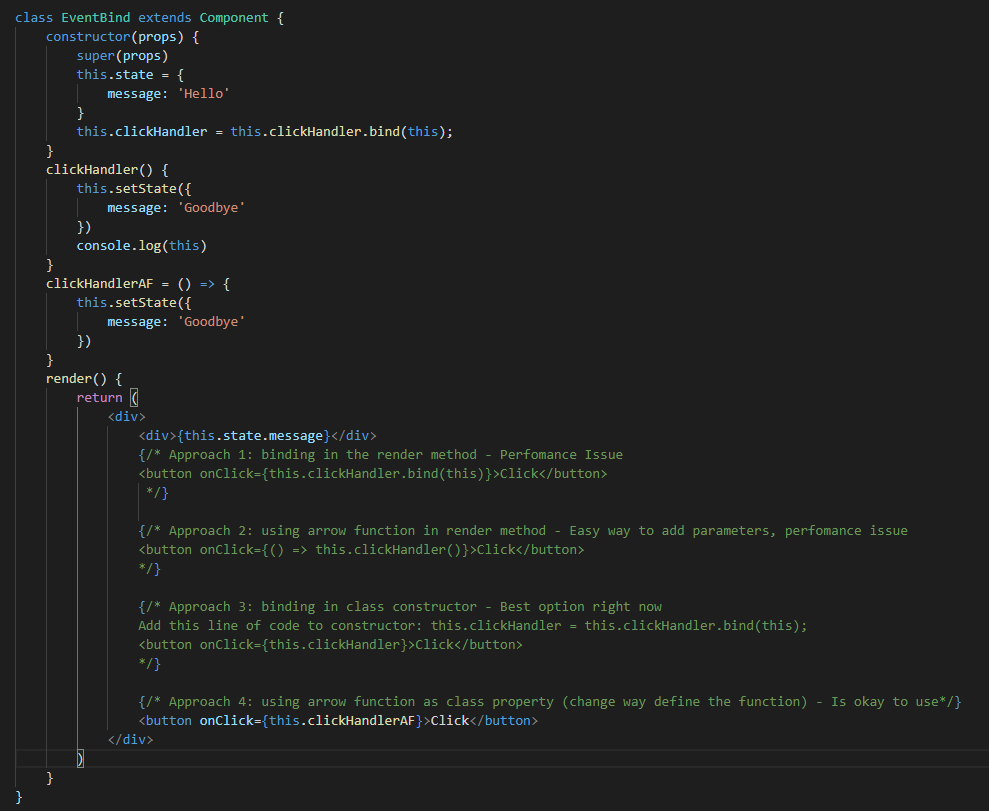 class EventBind extends Component {
    constructor(props) {
        super(props)
        this.state = {
            message: 'Hello'
        }
        this.clickHandler = this.clickHandler.bind(this);
    }
    clickHandler() {
        this.setState({
            message: 'Goodbye'
        })
        console.log(this)
    }
    clickHandlerAF = () => {
        this.setState({
            message: 'Goodbye'
        })
    }
    render() {
        return (
            <div>
                <div>{this.state.message}</div>
                {/* Approach 1: binding in the render method - Perfomance Issue
                <button onClick={this.clickHandler.bind(this)}>Click</button>
                 */}

                {/* Approach 2: using arrow function in render method - Easy way to add parameters, perfomance issue
                <button onClick={() => this.clickHandler()}>Click</button>
                */}

                {/* Approach 3: binding in class constructor - Best option right now
                Add this line of code to constructor: this.clickHandler = this.clickHandler.bind(this);
                <button onClick={this.clickHandler}>Click</button>
                */}

                {/* Approach 4: using arrow function as class property (change way define the function) - Is okay to use*/}
                <button onClick={this.clickHandlerAF}>Click</button>
            </div>
        )
    }
}